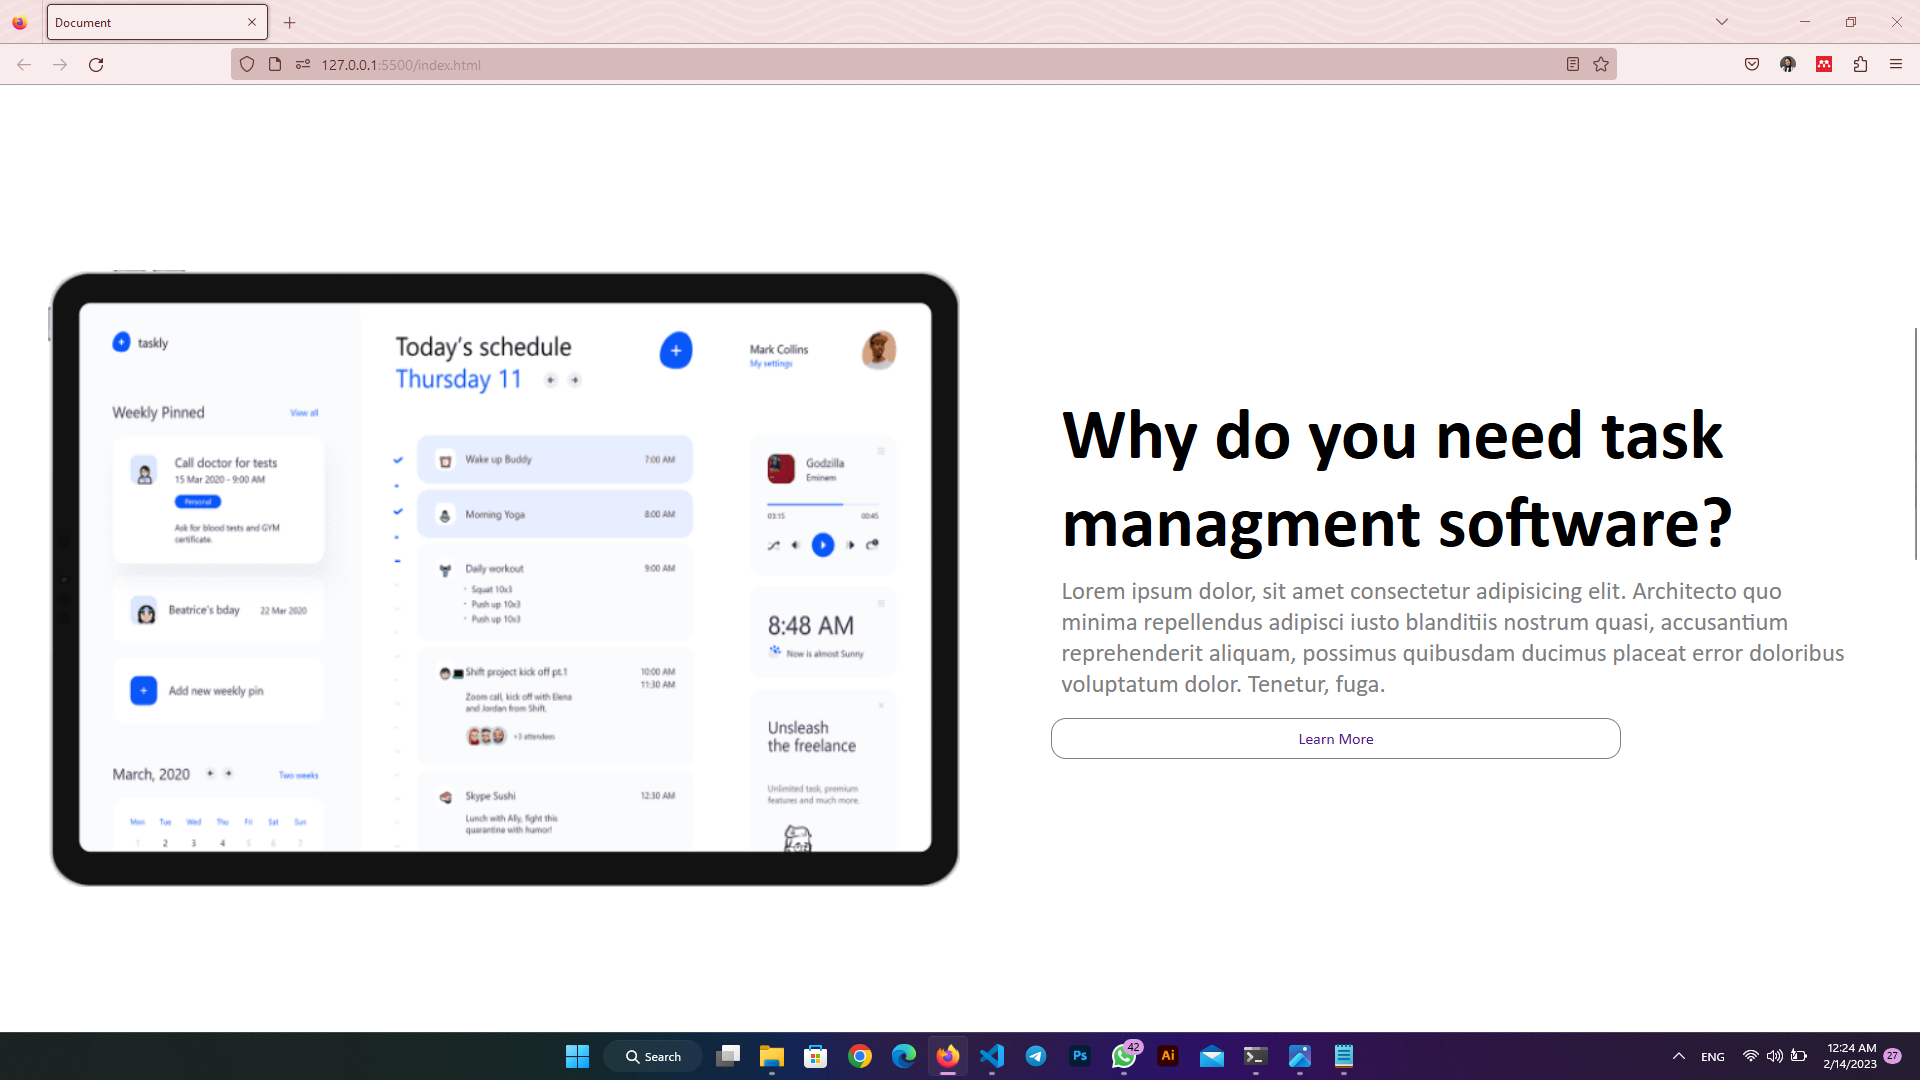 Document
127.0.0.1:5500/index.html
taskly
Today's schedule
Thursday 11
Mark Collins
My settings
Weekly Pinned
View all
Call doctor for tests
15 Mar 2020 - 9:00 AM
Personal
Ask for blood tests and GYM
certificate.
Beatrice's bday
22 Mar 2020
Add new weekly pin
March, 2020
Two weeks
Mon Tue Wed Thu Fri Sat Sun
1 2 3 4 5 6 7
Wake up Buddy
7:00 AM
Morning Yoga
8:00 AM
Daily workout
9:00 AM
Squat 10x3
Push up 10x3
Push up 10x3
Shift project kick off pt.1
10:00 AM
11:30 AM
Zoom call, kick off with Elena
and Jordan from Shift.
+3 attendees
Skype Sushi
12:30 AM
Lunch with Ally, fight this
quarantine with humor!
Godzilla
Eminem
03:15
00:45
8:48 AM
Now is almost Sunny
Unsleash
the freelance
Unlimited task, premium
features and much more.
Why do you need task
managment software?
Lorem ipsum dolor, sit amet consectetur adipisicing elit. Architecto quo
minima repellendus adipisci iusto blanditiis nostrum quasi, accusantium
reprehenderit aliquam, possimus quibusdam ducimus placeat error doloribus
voluptatum dolor. Tenetur, fuga.
Learn More
Search
Ps
42
Ai
ENG
12:24 AM
2/14/2023
27